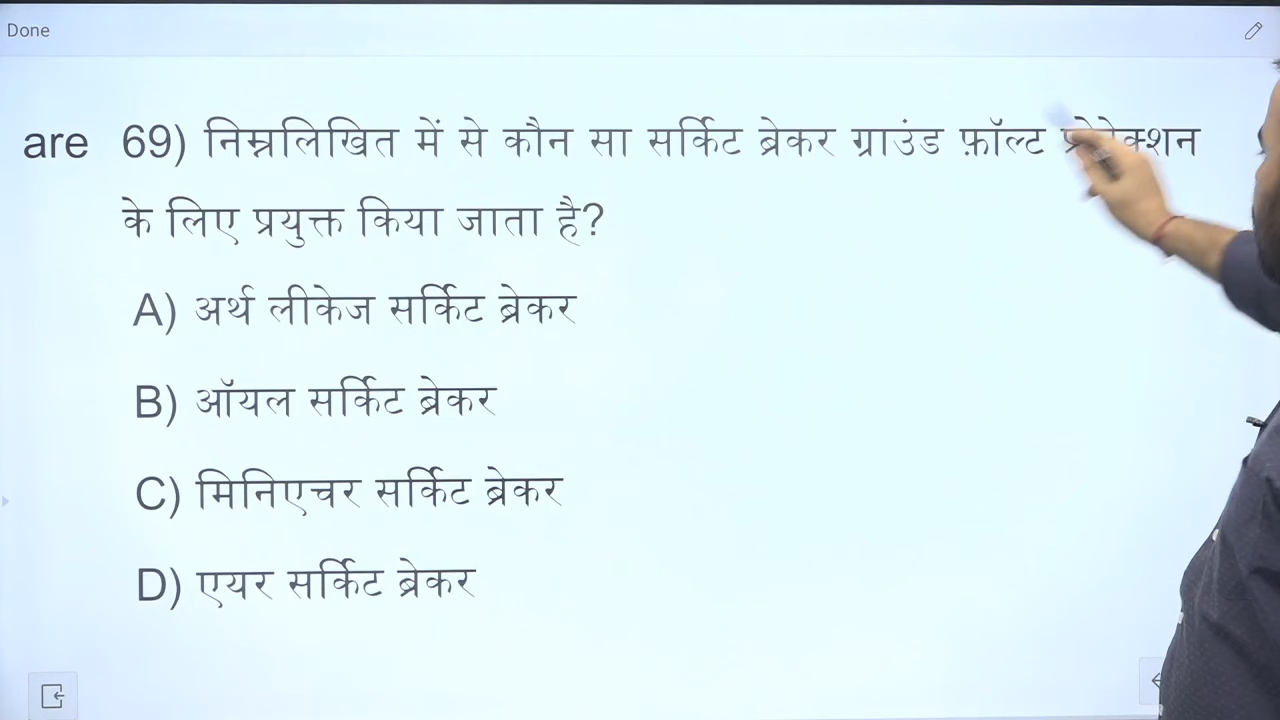 Done
are 69) निम्नलिखित में से कौन सा सर्किट ब्रेकर ग्राउंड फ़ॉल्ट
के लिए प्रयुक्त किया जाता है?
A) अर्थ लीकेज सर्किट ब्रेकर
B) ऑयल सर्किट ब्रेकर
C) मिनिएचर सर्किट ब्रेकर
D) एयर सर्किट ब्रेकर